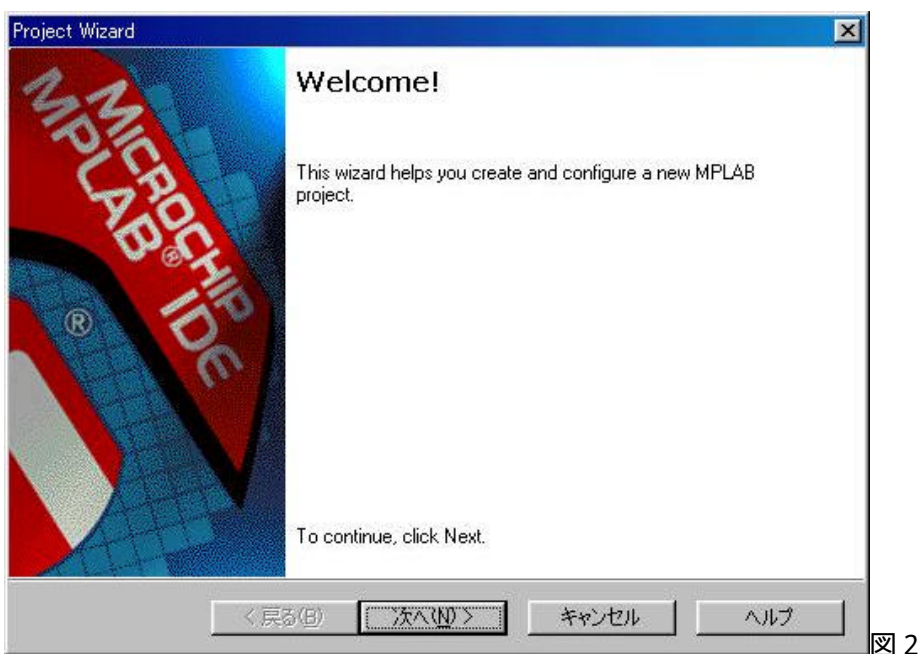 Project Wizard
MICROCHIP
MPLAB® IDE
®
Welcome!
This wizard helps you create and configure a new MPLAB
project.
To continue, click Next.
< 戻る(B)
次へ(N) >
キャンセル
ヘルプ
図 2